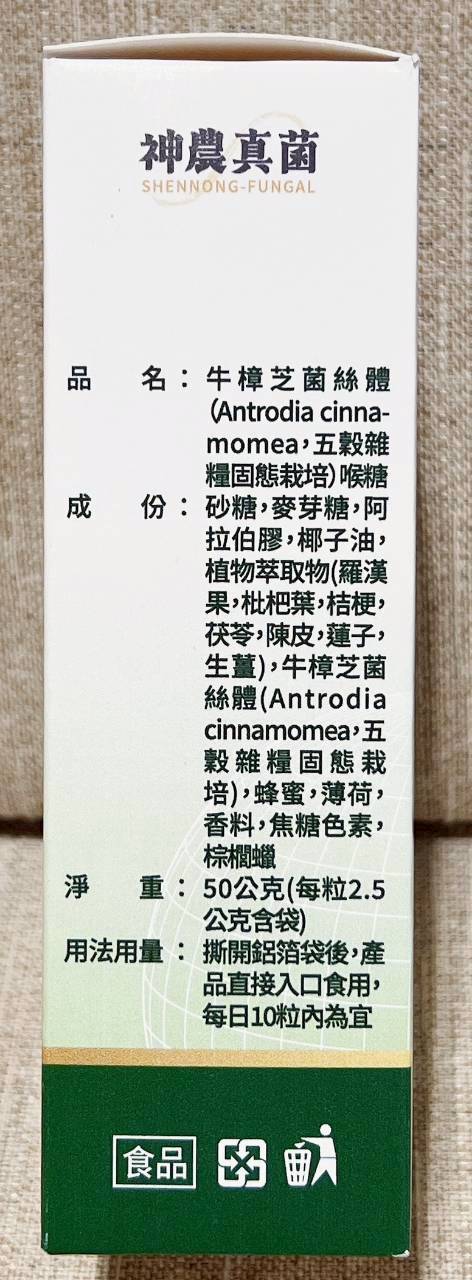 神農真菌
SHENNONG-FUNGAL
品 名：牛樟芝菌絲體
(Antrodia cinna-
momea，五穀雜
糧固態栽培)喉糖
成 份：砂糖，麥芽糖，阿
拉伯膠，椰子油，
植物萃取物(羅漢
果，枇杷葉，桔梗，
茯苓，陳皮，蓮子，
生薑)，牛樟芝菌
絲體(Antrodia
cinnamomea，五
穀雜糧固態栽
培)，蜂蜜，薄荷，
香料，焦糖色素，
棕櫚蠟
淨 重：50公克(每粒2.5
公克含袋)
用法用量：撕開鋁箔袋後，產
品直接入口食用，
每日10粒內為宜
食品